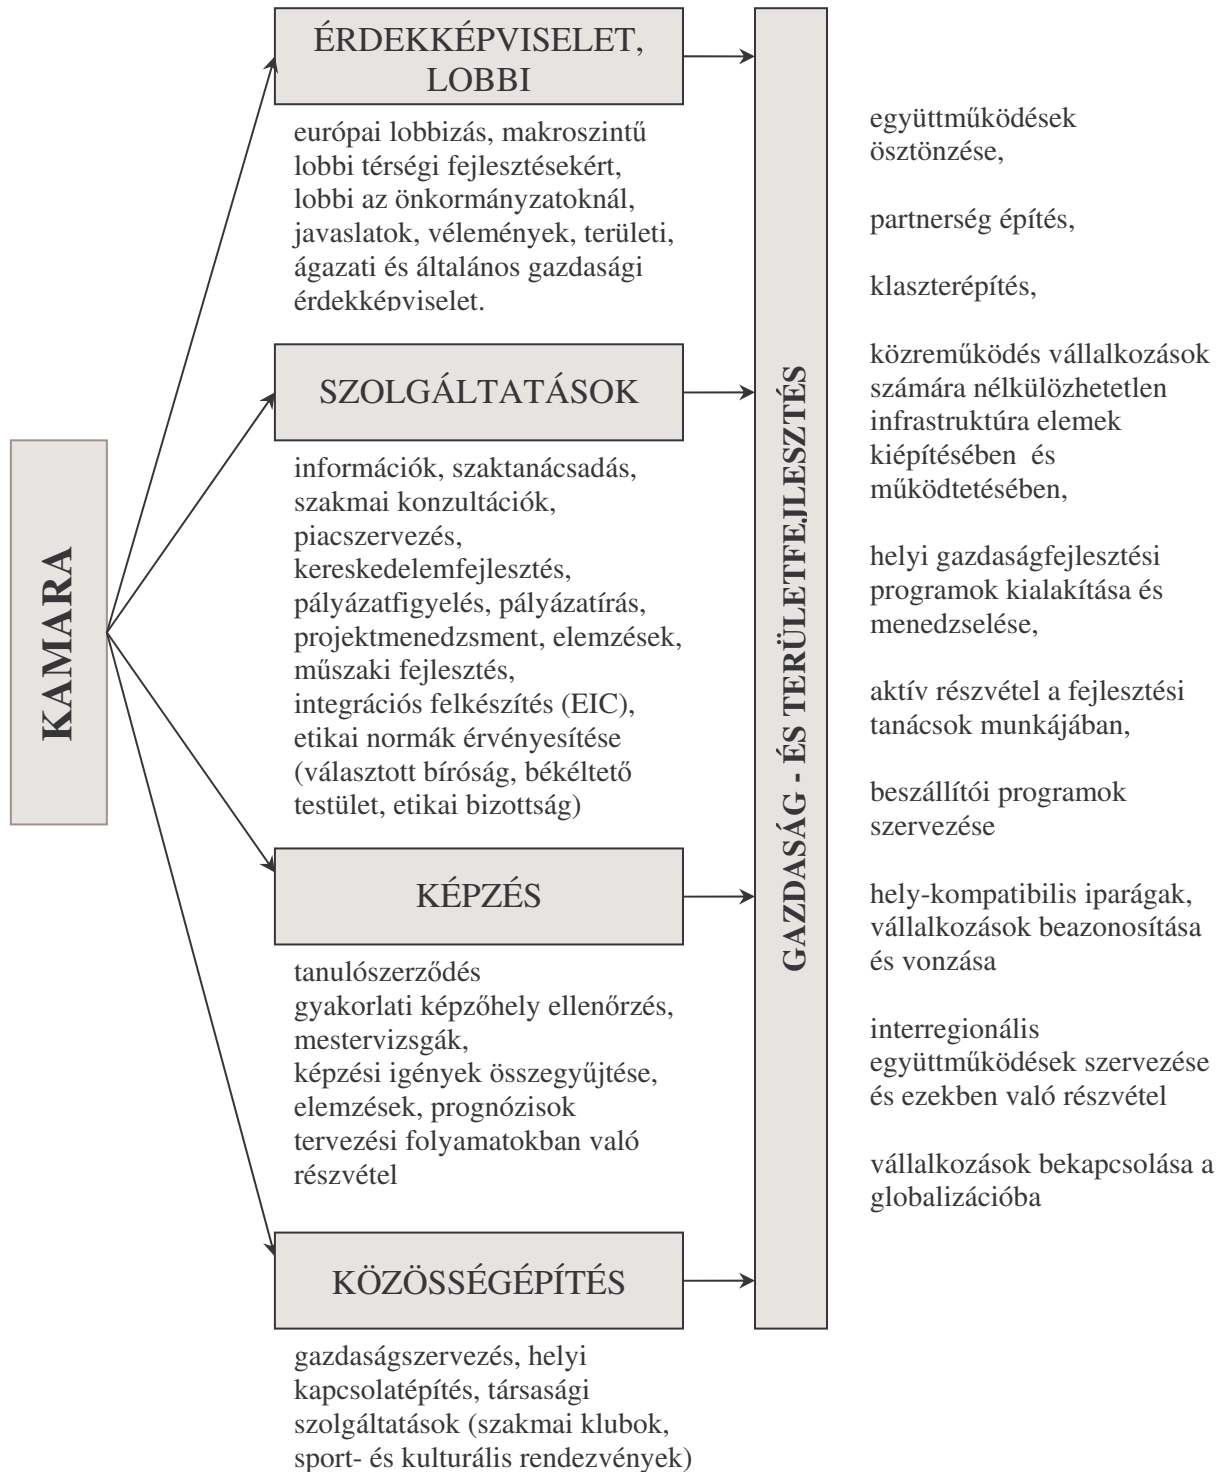 KAMARA
ÉRDEKKÉPVISELET,
LOBBI
európai lobbizás, makroszintű
lobbi térségi fejlesztésekért,
lobbi az önkormányzatoknál,
javaslatok, vélemények, területi,
ágazati és általános gazdasági
érdekképviselet.
SZOLGÁLTATÁSOK
információk, szaktanácsadás,
szakmai konzultációk,
piacszervezés,
kereskedelemfejlesztés,
pályázatfigyelés, pályázatírás,
projektmenedzsment, elemzések,
műszaki fejlesztés,
integrációs felkészítés (EIC),
etikai normák érvényesítése
(választott bíróság, békéltető
testület, etikai bizottság)
KÉPZÉS
tanulószerződés
gyakorlati képzőhely ellenőrzés,
mestervizsgák,
képzési igények összegyűjtése,
elemzések, prognózisok
tervezési folyamatokban való
részvétel
KÖZÖSSÉGÉPÍTÉS
gazdaságszervezés, helyi
kapcsolatépítés, társasági
szolgáltatások (szakmai klubok,
sport- és kulturális rendezvények)
GAZDASÁG - ÉS TERÜLETFEJLESZTÉS
együttműködések
ösztönzése,
partnerség építés,
klaszterépítés,
közreműködés vállalkozások
számára nélkülözhetetlen
infrastruktúra elemek
kiépítésében és
működtetésében,
helyi gazdaságfejlesztési
programok kialakítása és
menedzselése,
aktív részvétel a fejlesztési
tanácsok munkájában,
beszállítói programok
szervezése
hely-kompatibilis iparágak,
vállalkozások beazonosítása
és vonzása
interregionális
együttműködések szervezése
és ezekben való részvétel
vállalkozások bekapcsolása a
globalizációba